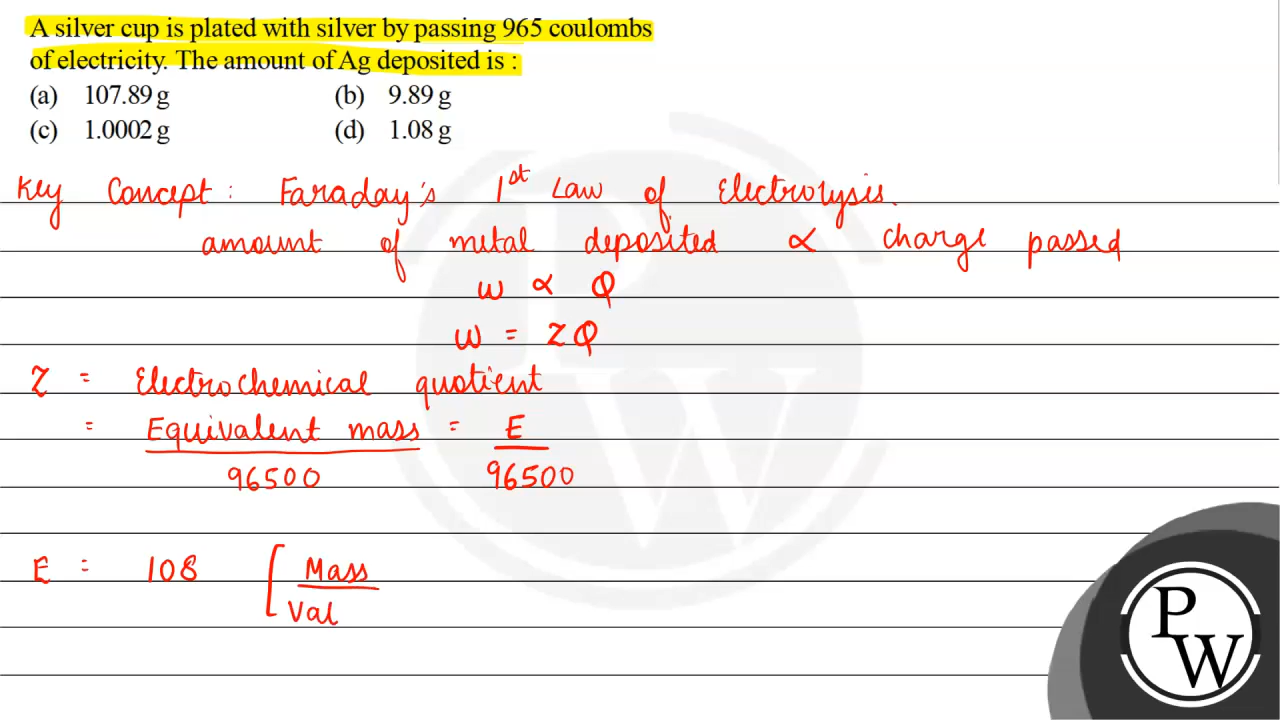 A silver cup is plated with silver by passing 965 coulombs
of electricity. The amount of Ag deposited is :
(a) 107.89 g (b) 9.89 g
(c) 1.0002 g (d) 1.08 g
Key Concept : Faraday's 1st Law of Electrolysis.
amount of metal deposited ∝ charge passed
W ∝ Q
W = ZQ
Z = Electrochemical quotient
= Equivalent mass / 96500 = E / 96500
E = 108 [ Mass / Val
PW